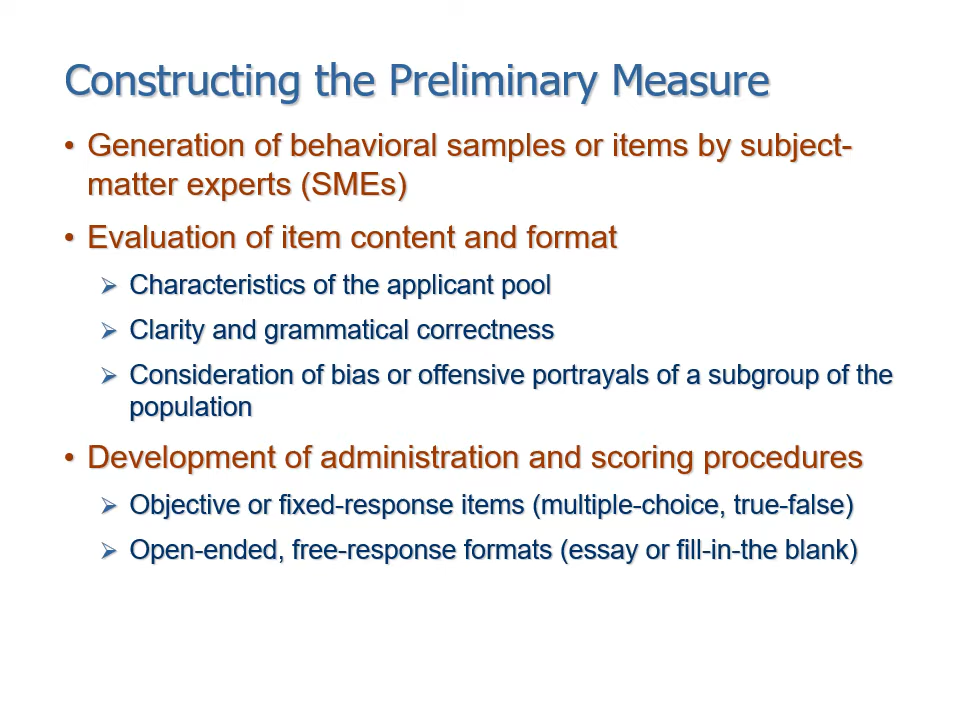 Constructing the Preliminary Measure
• Generation of behavioral samples or items by subject-
matter experts (SMEs)
• Evaluation of item content and format
➢ Characteristics of the applicant pool
➢ Clarity and grammatical correctness
➢ Consideration of bias or offensive portrayals of a subgroup of the
population
• Development of administration and scoring procedures
➢ Objective or fixed-response items (multiple-choice, true-false)
➢ Open-ended, free-response formats (essay or fill-in-the blank)